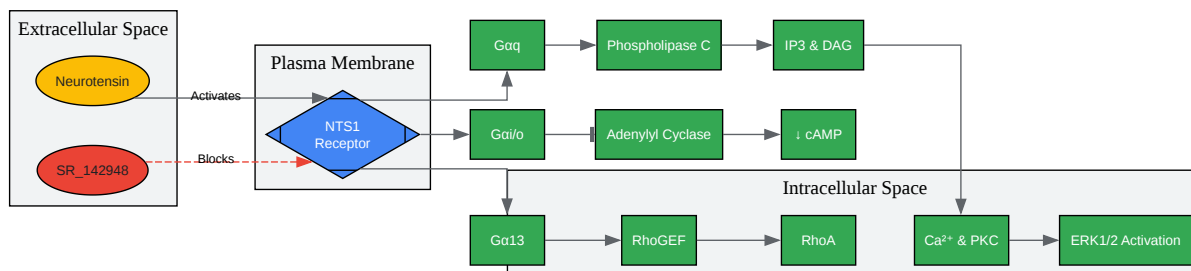 Extracellular Space
Neurotensin
SR_142948
Activates
Blocks
Plasma Membrane
NTS1
Receptor
Gαq
Phospholipase C
IP3 & DAG
Gαi/o
Adenylyl Cyclase
↓ cAMP
Intracellular Space
Gα13
RhoGEF
RhoA
Ca²⁺ & PKC
ERK1/2 Activation